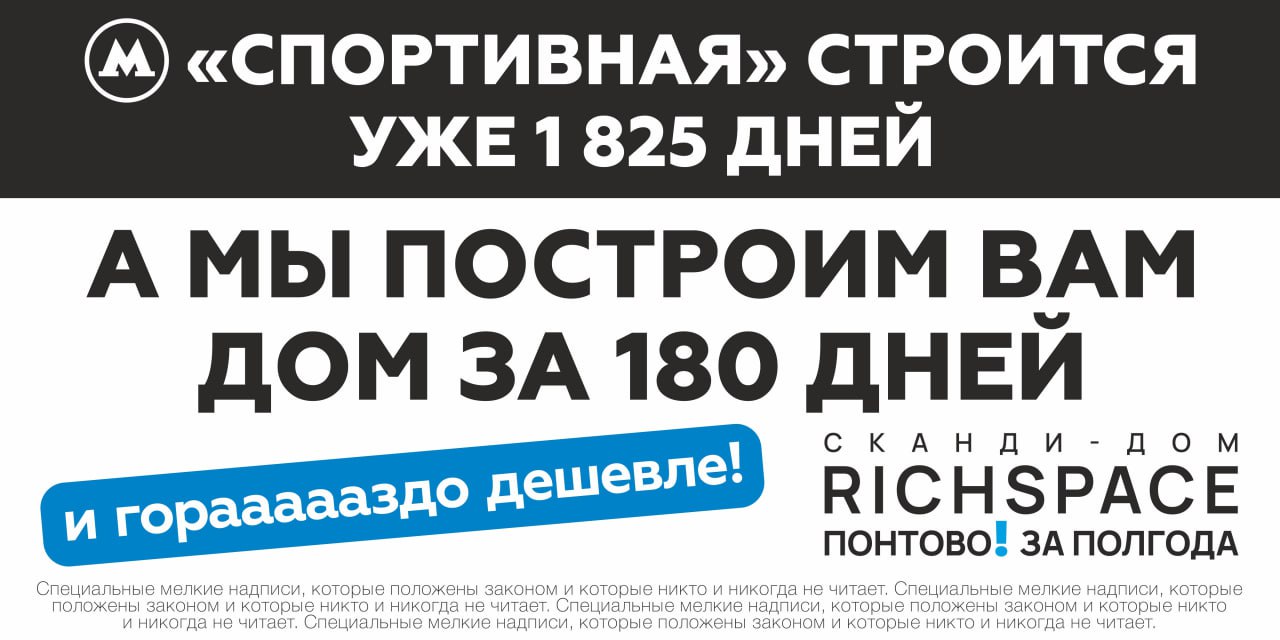 М «СПОРТИВНАЯ» СТРОИТСЯ
УЖЕ 1 825 ДНЕЙ
А МЫ ПОСТРОИМ ВАМ
ДОМ ЗА 180 ДНЕЙ
и горааааааздо дешевле!
СКАНДИ-ДОМ
RICHSPACE
ПОНТОВО! ЗА ПОЛГОДА
Специальные мелкие надписи, которые положены законом и которые никто и никогда не читает. Специальные мелкие надписи, которые
положены законом и которые никто и никогда не читает. Специальные мелкие надписи, которые положены законом и которые никто
и никогда не читает. Специальные мелкие надписи, которые положены законом и которые никто и никогда не читает.